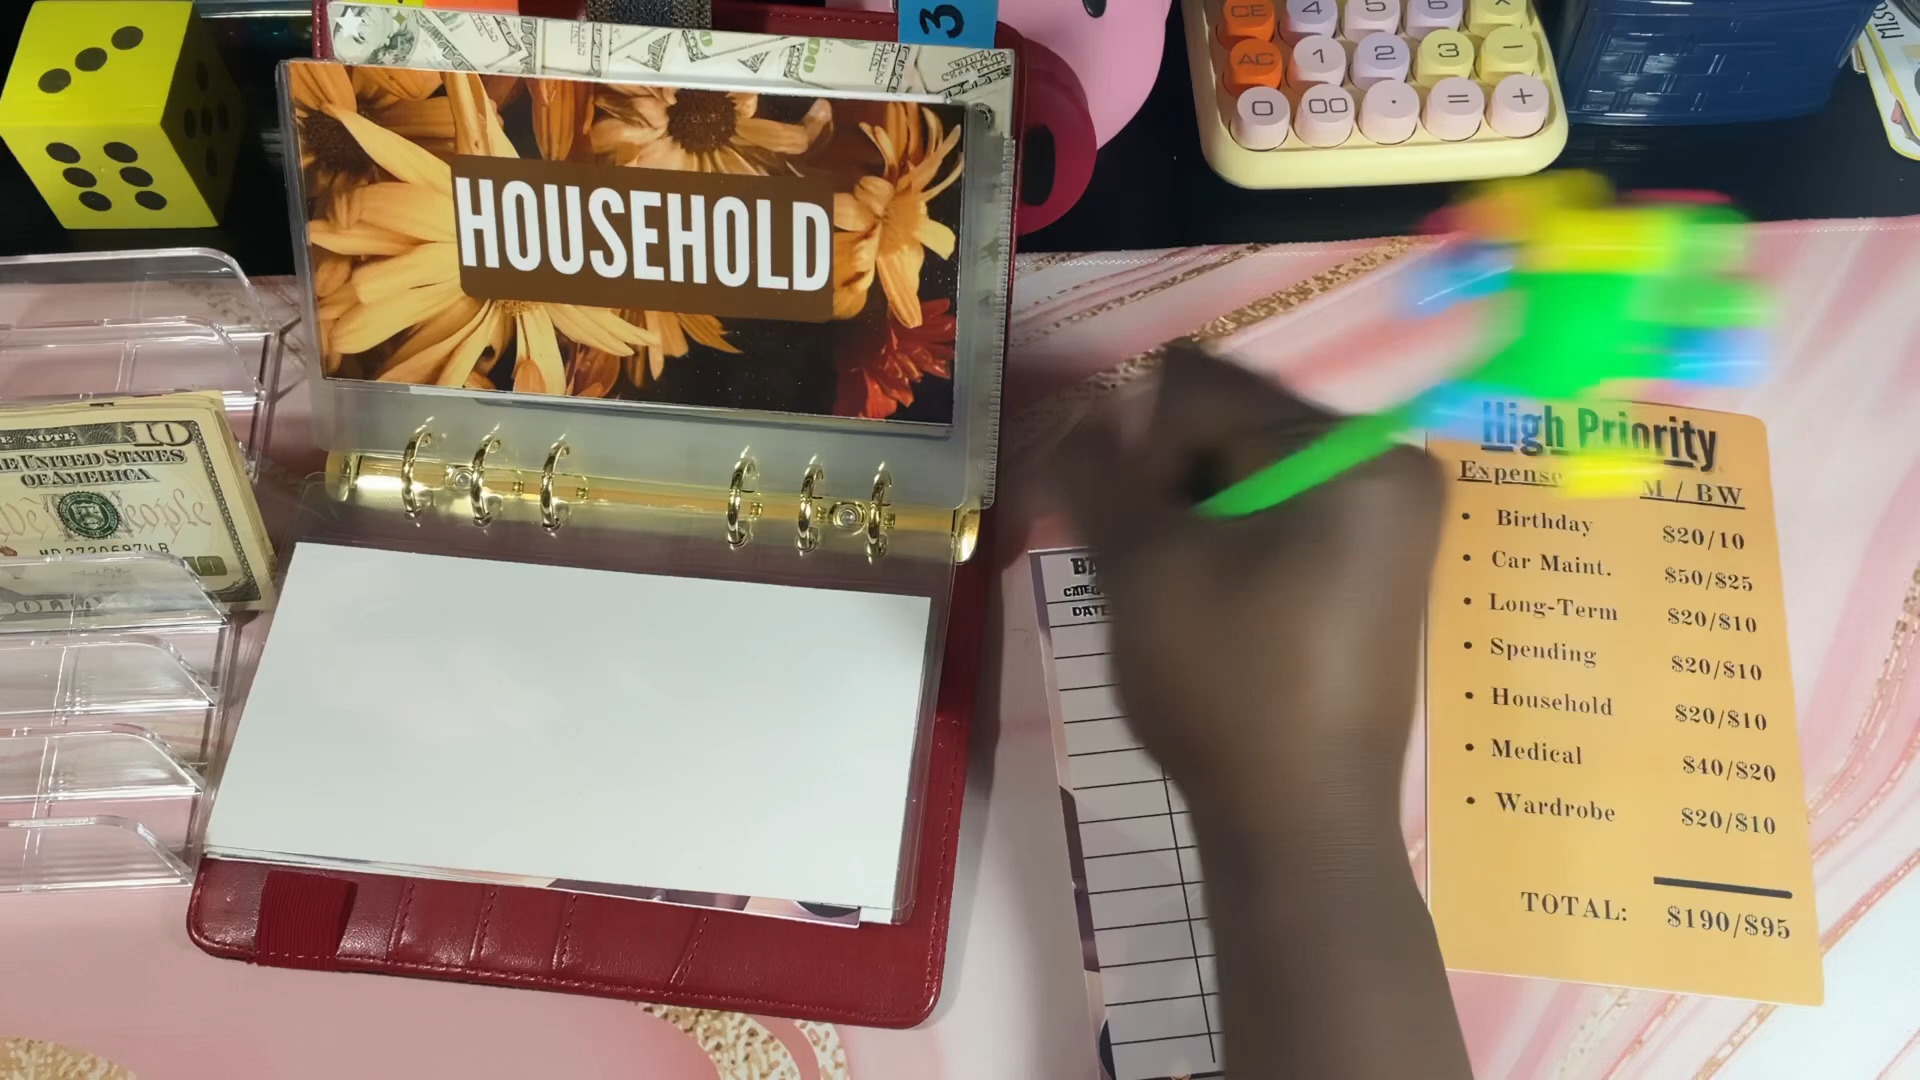 3
CE 4 5 6 ×
AC 1 2 3 −
0 00 · = +
HOUSEHOLD
10
THE UNITED STATES
OF AMERICA
High Priority
Expense M / BW
• Birthday $20/10
• Car Maint. $50/$25
• Long-Term $20/$10
• Spending $20/$10
• Household $20/$10
• Medical $40/$20
• Wardrobe $20/$10
TOTAL: $190/$95
DATE